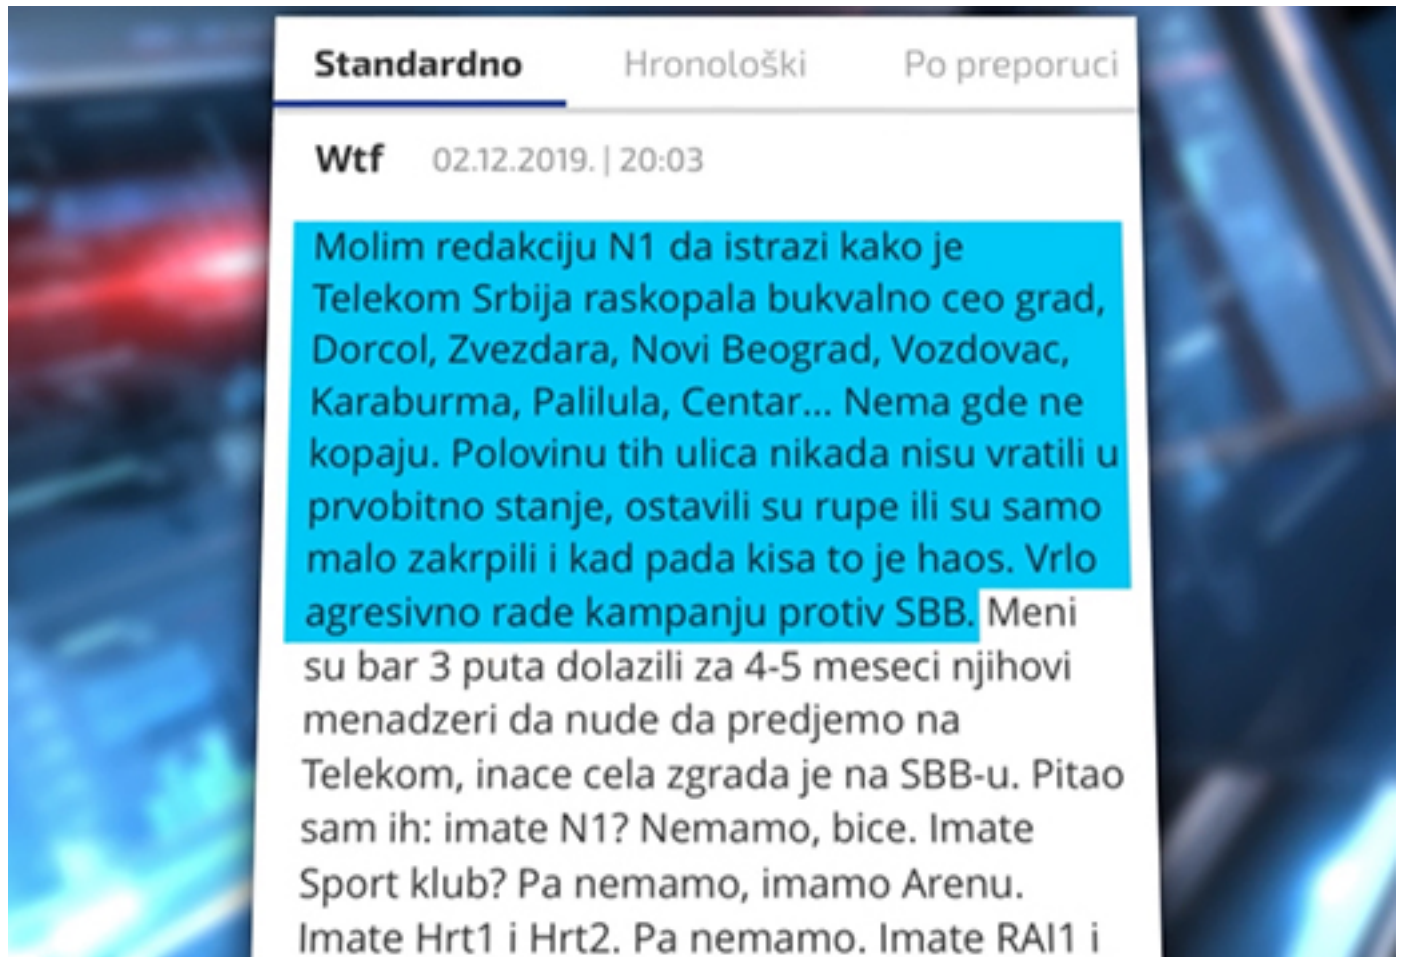 Standardno Hronološki Po preporuci
Wtf 02.12.2019. | 20:03
Molim redakciju N1 da istrazi kako je
Telekom Srbija raskopala bukvalno ceo grad,
Dorcol, Zvezdara, Novi Beograd, Vozdovac,
Karaburma, Palilula, Centar... Nema gde ne
kopaju. Polovinu tih ulica nikada nisu vratili u
prvobitno stanje, ostavili su rupe ili su samo
malo zakrpili i kad pada kisa to je haos. Vrlo
agresivno rade kampanju protiv SBB. Meni
su bar 3 puta dolazili za 4-5 meseci njihovi
menadzeri da nude da predjemo na
Telekom, inace cela zgrada je na SBB-u. Pitao
sam ih: imate N1? Nemamo, bice. Imate
Sport klub? Pa nemamo, imamo Arenu.
Imate Hrt1 i Hrt2. Pa nemamo. Imate RAI1 i